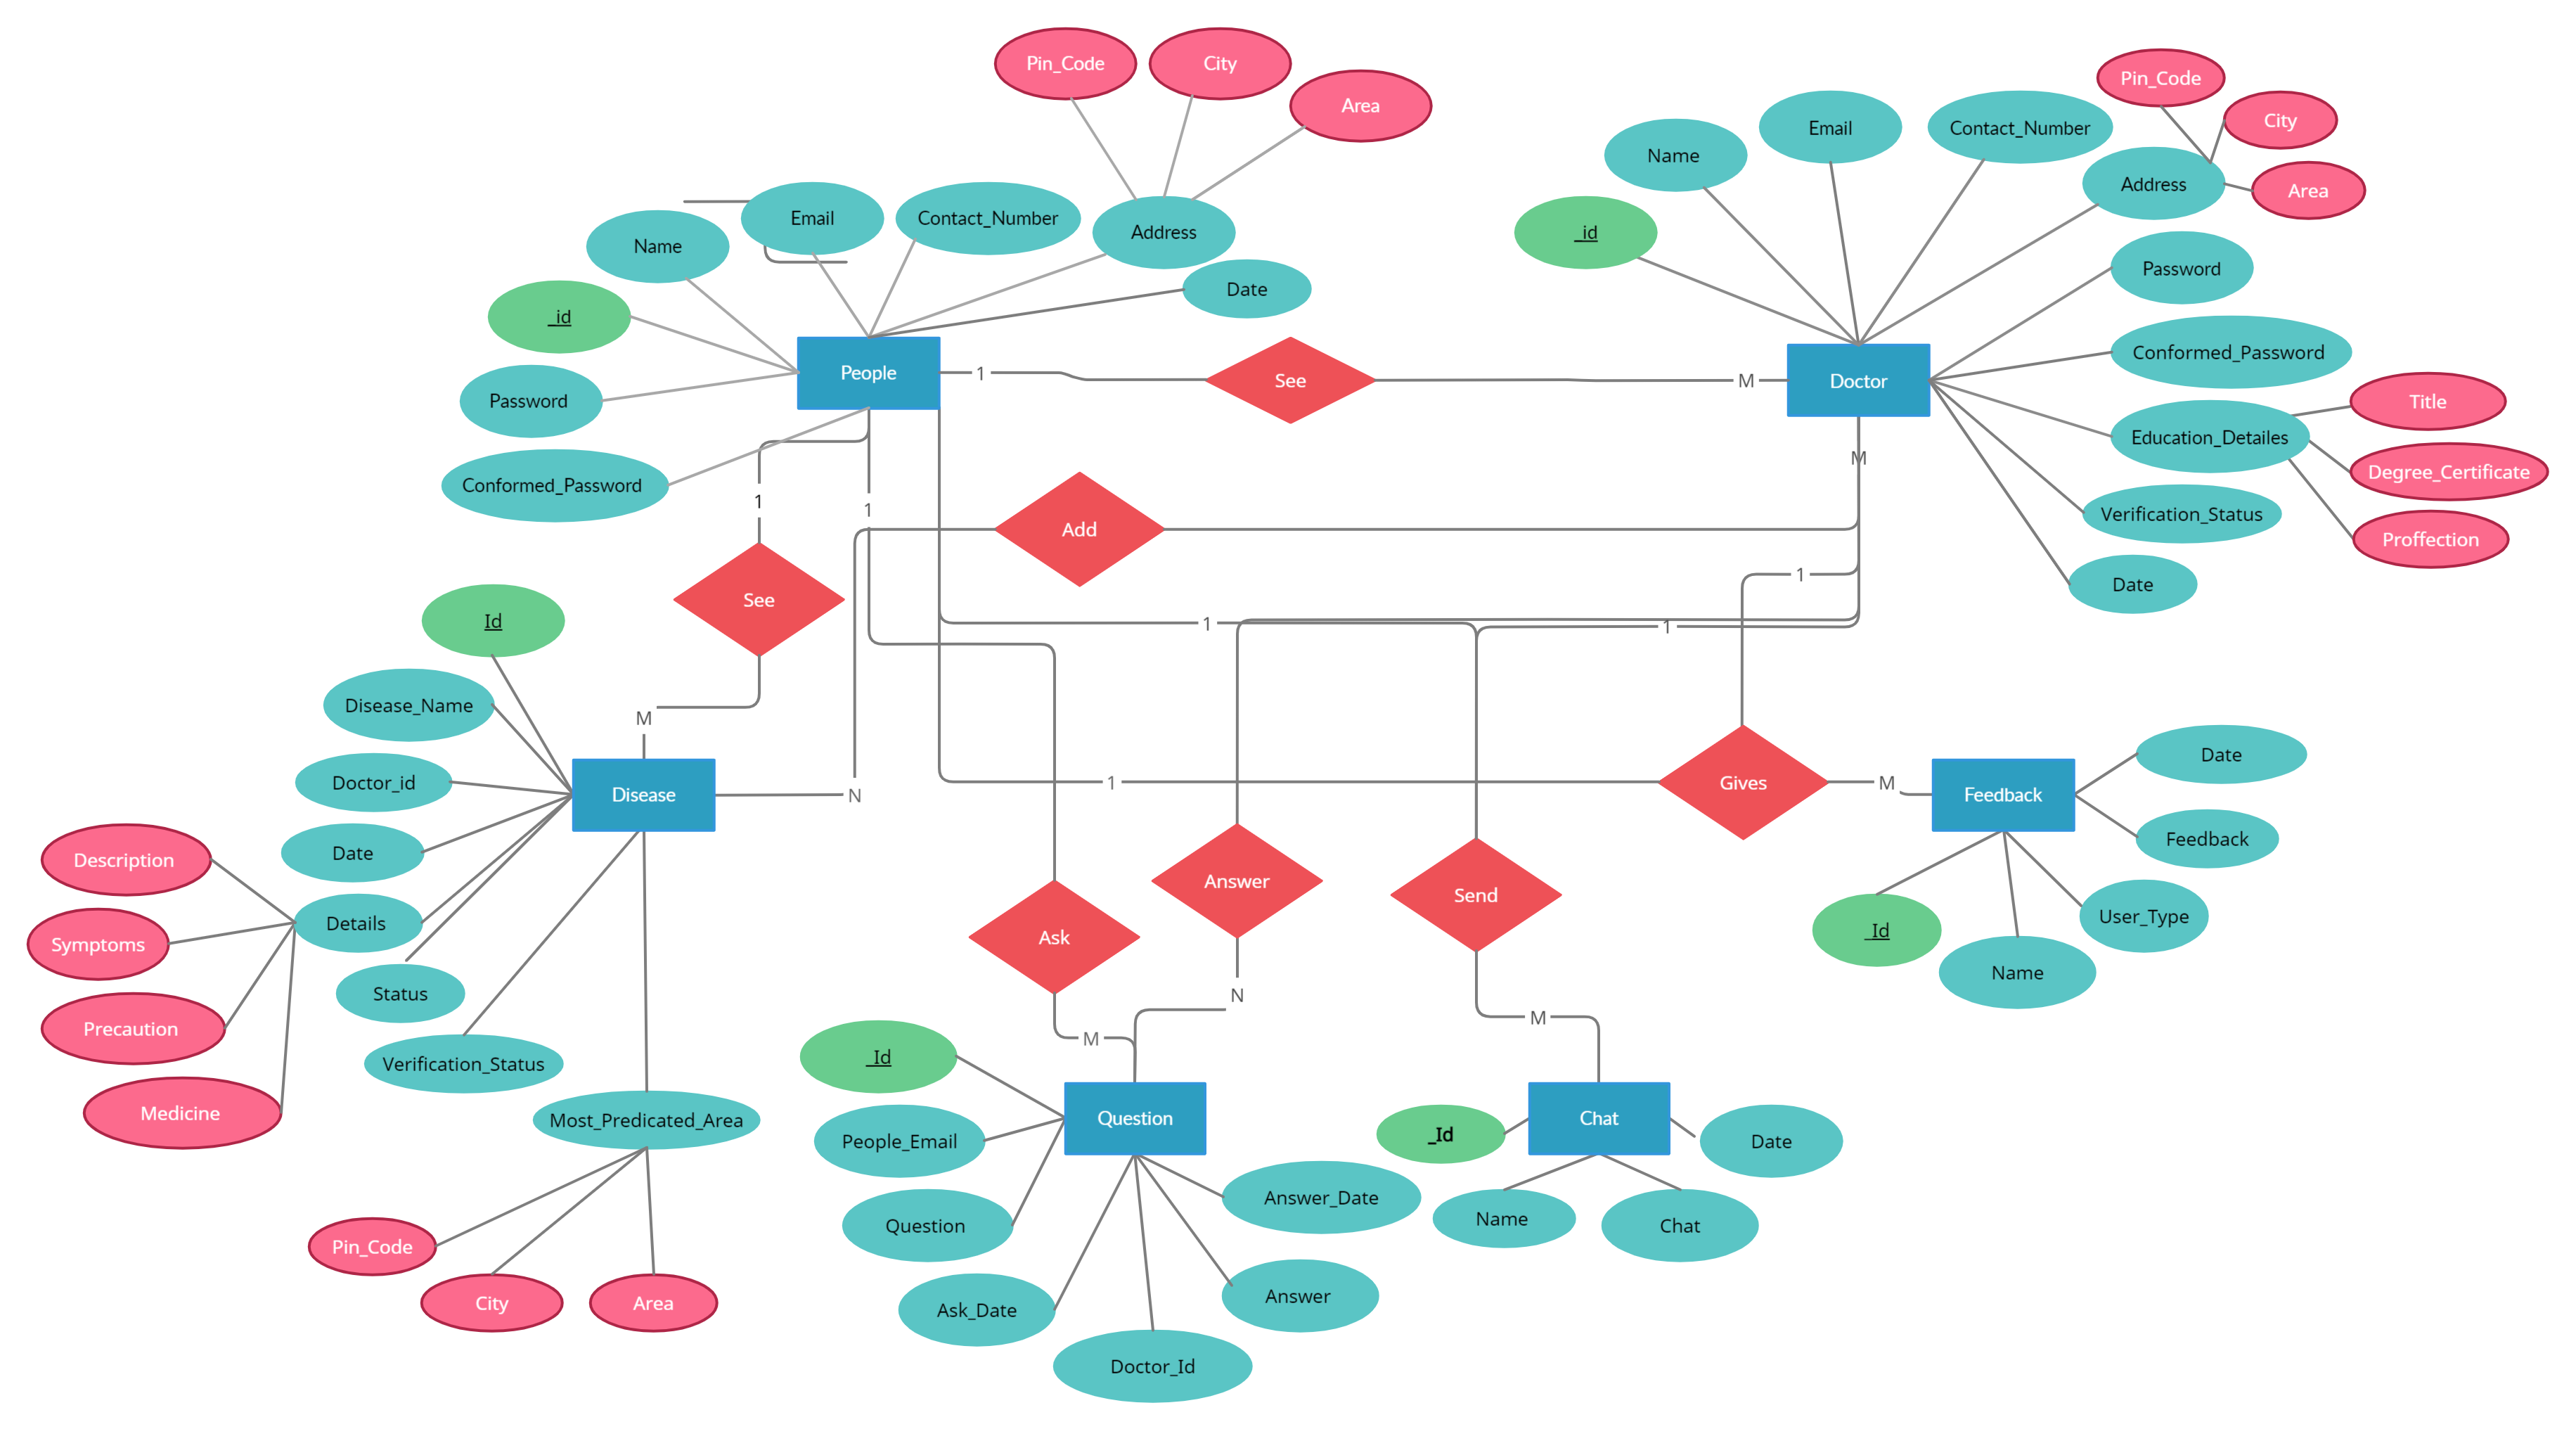 Pin_Code
City
Area
Pin_Code
City
Area
Name
Email
Contact_Number
Address
Email
Contact_Number
Address
Name
_id
Password
Date
_id
Conformed_Password
People
1
See
M
Doctor
Password
Title
Education_Detailes
M
Degree_Certificate
Conformed_Password
1
1
Add
Verification_Status
Proffection
1
Date
See
Id
1
1
Disease_Name
M
Date
Doctor_id
Disease
N
1
Gives
M
Feedback
Feedback
Description
Date
Answer
Send
Symptoms
Details
Ask
_Id
User_Type
Status
Name
N
Precaution
M
M
Verification_Status
_Id
Medicine
Most_Predicated_Area
People_Email
Question
_Id
Chat
Date
Answer_Date
Question
Name
Chat
Pin_Code
City
Area
Ask_Date
Answer
Doctor_Id